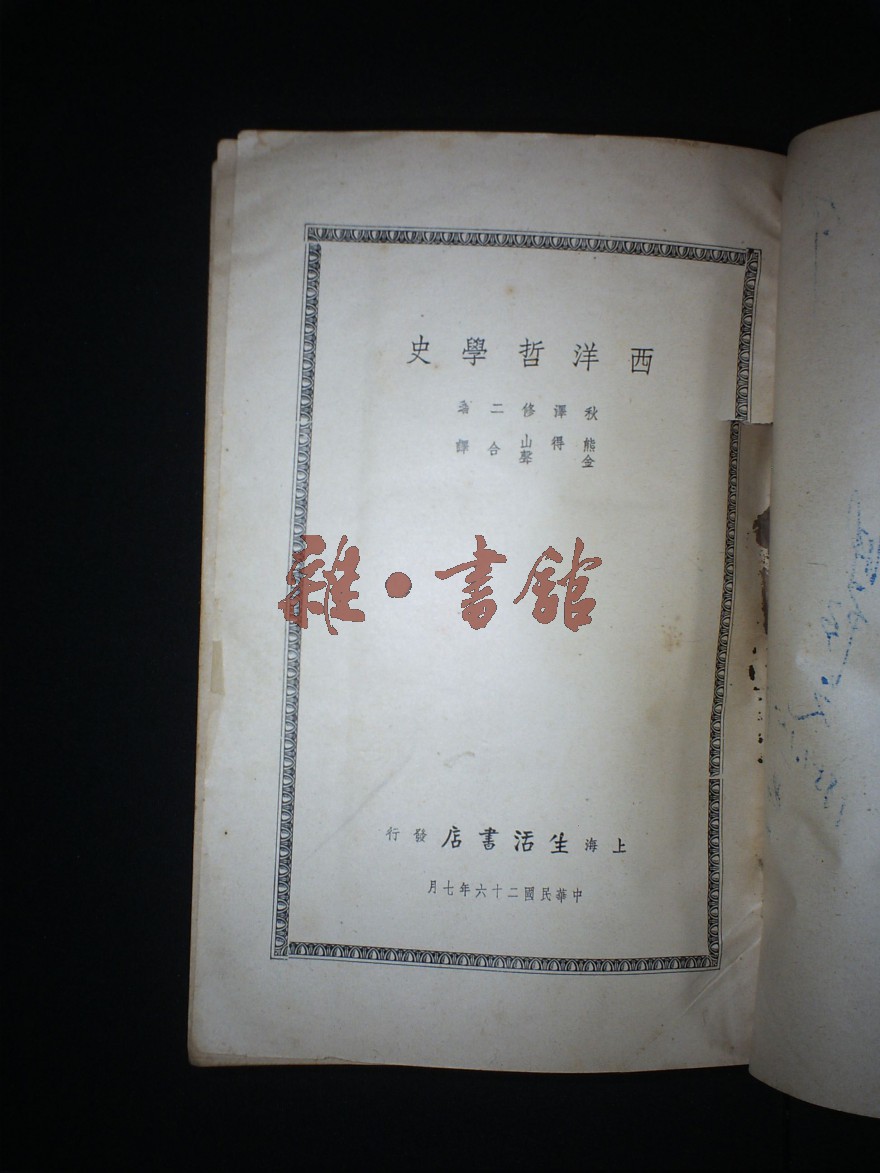 西洋哲學史
秋澤修二著
熊得山
金聲
合譯
雜·書舘
上海生活書店發行
中華民國二十六年七月